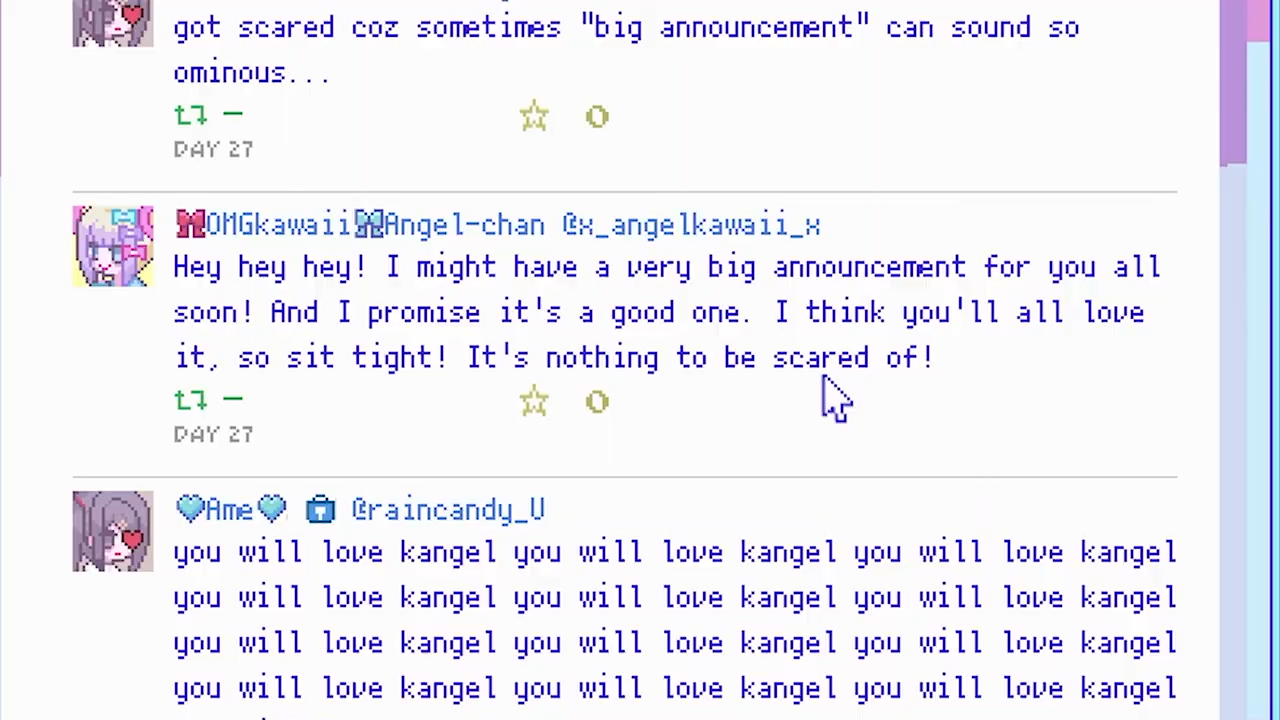 got scared coz sometimes "big announcement" can sound so
ominous...
—
DAY 27
OMGkawaii Angel-chan @x_angelkawaii_x
Hey hey hey! I might have a very big announcement for you all
soon! And I promise it's a good one. I think you'll all love
it, so sit tight! It's nothing to be scared of!
—
DAY 27
Ame @raincandy_U
you will love kangel you will love kangel you will love kangel
you will love kangel you will love kangel you will love kangel
you will love kangel you will love kangel you will love kangel
you will love kangel you will love kangel you will love kangel